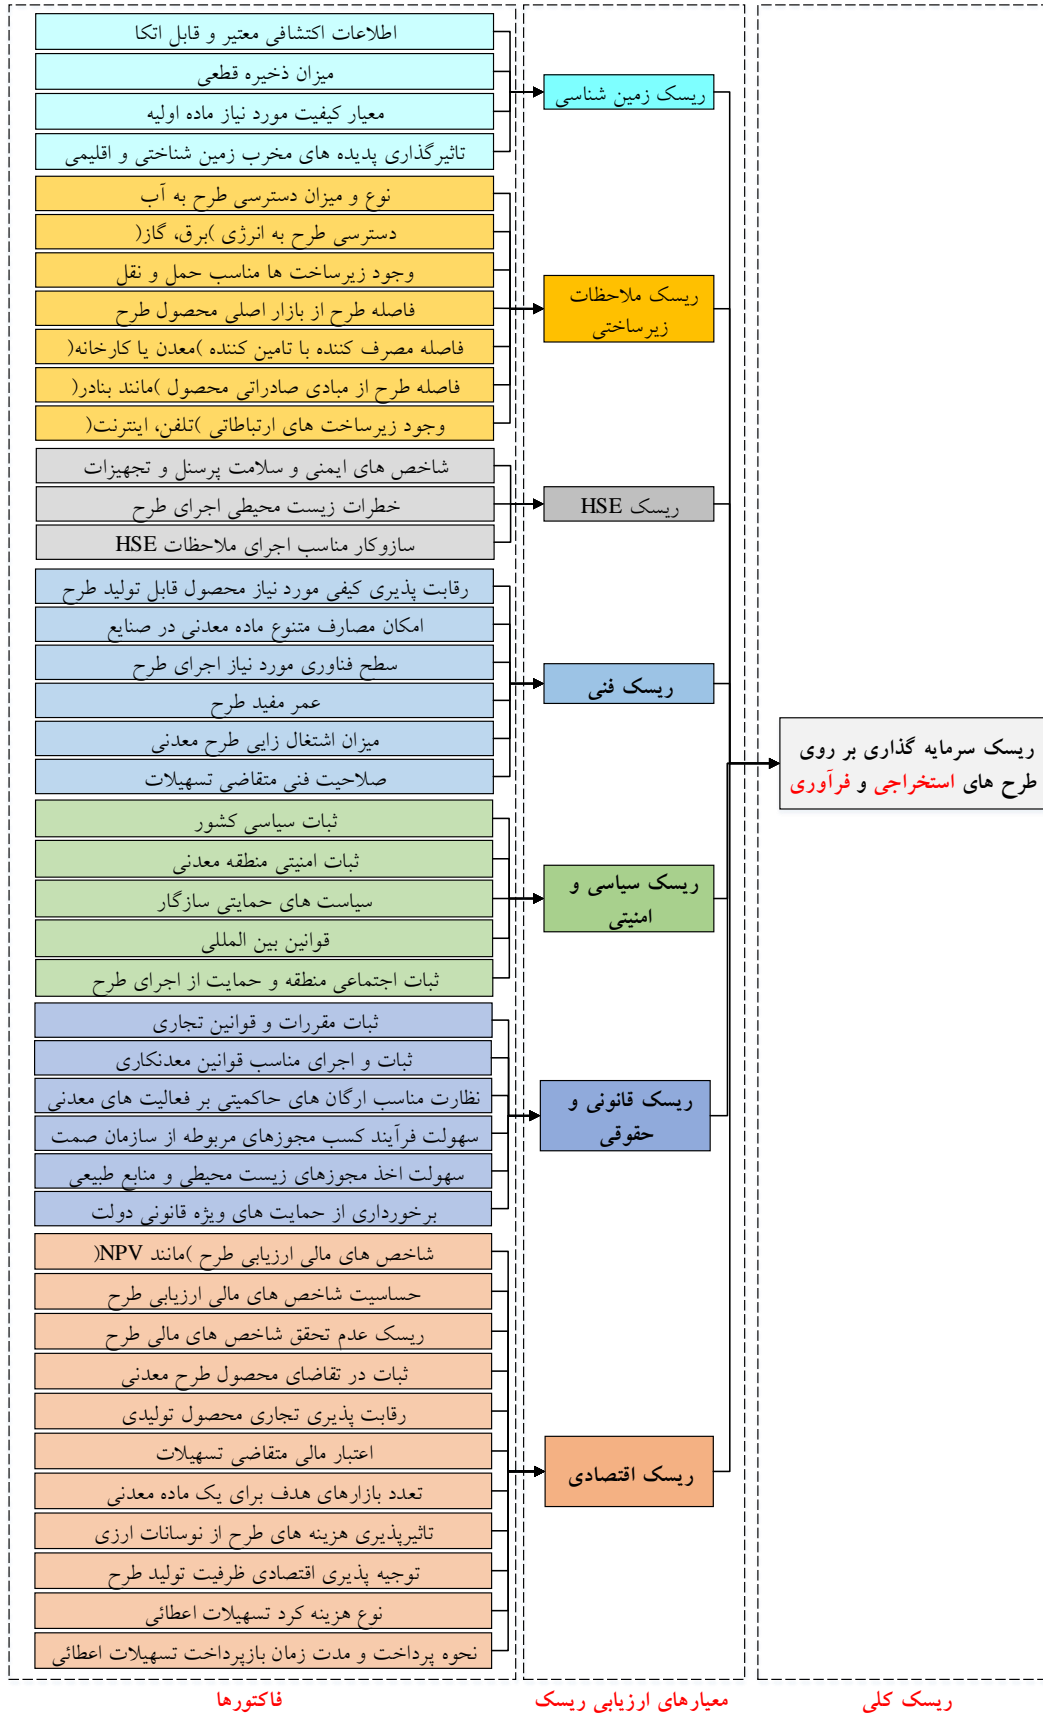 اطلاعات اکتشافی معتبر و قابل اتکا
میزان ذخیره قطعی
معیار کیفیت مورد نیاز ماده اولیه
تاثیرگذاری پدیده های مخرب زمین شناختی و اقلیمی
ریسک زمین شناسی
نوع و میزان دسترسی طرح به آب
دسترسی طرح به انرژی )برق، گاز(
وجود زیرساخت ها مناسب حمل و نقل
فاصله طرح از بازار اصلی محصول طرح
فاصله مصرف کننده با تامین کننده )معدن یا کارخانه(
فاصله طرح از مبادی صادراتی محصول )مانند بنادر(
وجود زیرساخت های ارتباطاتی )تلفن، اینترنت(
ریسک ملاحظات
زیرساختی
شاخص های ایمنی و سلامت پرسنل و تجهیزات
خطرات زیست محیطی اجرای طرح
سازوکار مناسب اجرای ملاحظات HSE
ریسک HSE
رقابت پذیری کیفی مورد نیاز محصول قابل تولید طرح
امکان مصارف متنوع ماده معدنی در صنایع
سطح فناوری مورد نیاز اجرای طرح
عمر مفید طرح
میزان اشتغال زایی طرح معدنی
صلاحیت فنی متقاضی تسهیلات
ریسک فنی
ثبات سیاسی کشور
ثبات امنیتی منطقه معدنی
سیاست های حمایتی سازگار
قوانین بین المللی
ثبات اجتماعی منطقه و حمایت از اجرای طرح
ریسک سیاسی و
امنیتی
ثبات مقررات و قوانین تجاری
ثبات و اجرای مناسب قوانین معدنکاری
نظارت مناسب ارگان های حاکمیتی بر فعالیت های معدنی
سهولت فرآیند کسب مجوزهای مربوطه از سازمان صمت
سهولت اخذ مجوزهای زیست محیطی و منابع طبیعی
برخورداری از حمایت های ویژه قانونی دولت
ریسک قانونی و
حقوقی
شاخص های مالی ارزیابی طرح )مانند NPV(
حساسیت شاخص های مالی ارزیابی طرح
ریسک عدم تحقق شاخص های مالی طرح
ثبات در تقاضای محصول طرح معدنی
رقابت پذیری تجاری محصول تولیدی
اعتبار مالی متقاضی تسهیلات
تعدد بازارهای هدف برای یک ماده معدنی
تاثیرپذیری هزینه های طرح از نوسانات ارزی
توجیه پذیری اقتصادی ظرفیت تولید طرح
نوع هزینه کرد تسهیلات اعطائی
نحوه پرداخت و مدت زمان بازپرداخت تسهیلات اعطائی
ریسک اقتصادی
ریسک سرمایه گذاری بر روی
طرح های استخراجی و فرآوری
ریسک کلی
معیارهای ارزیابی ریسک
فاکتورها